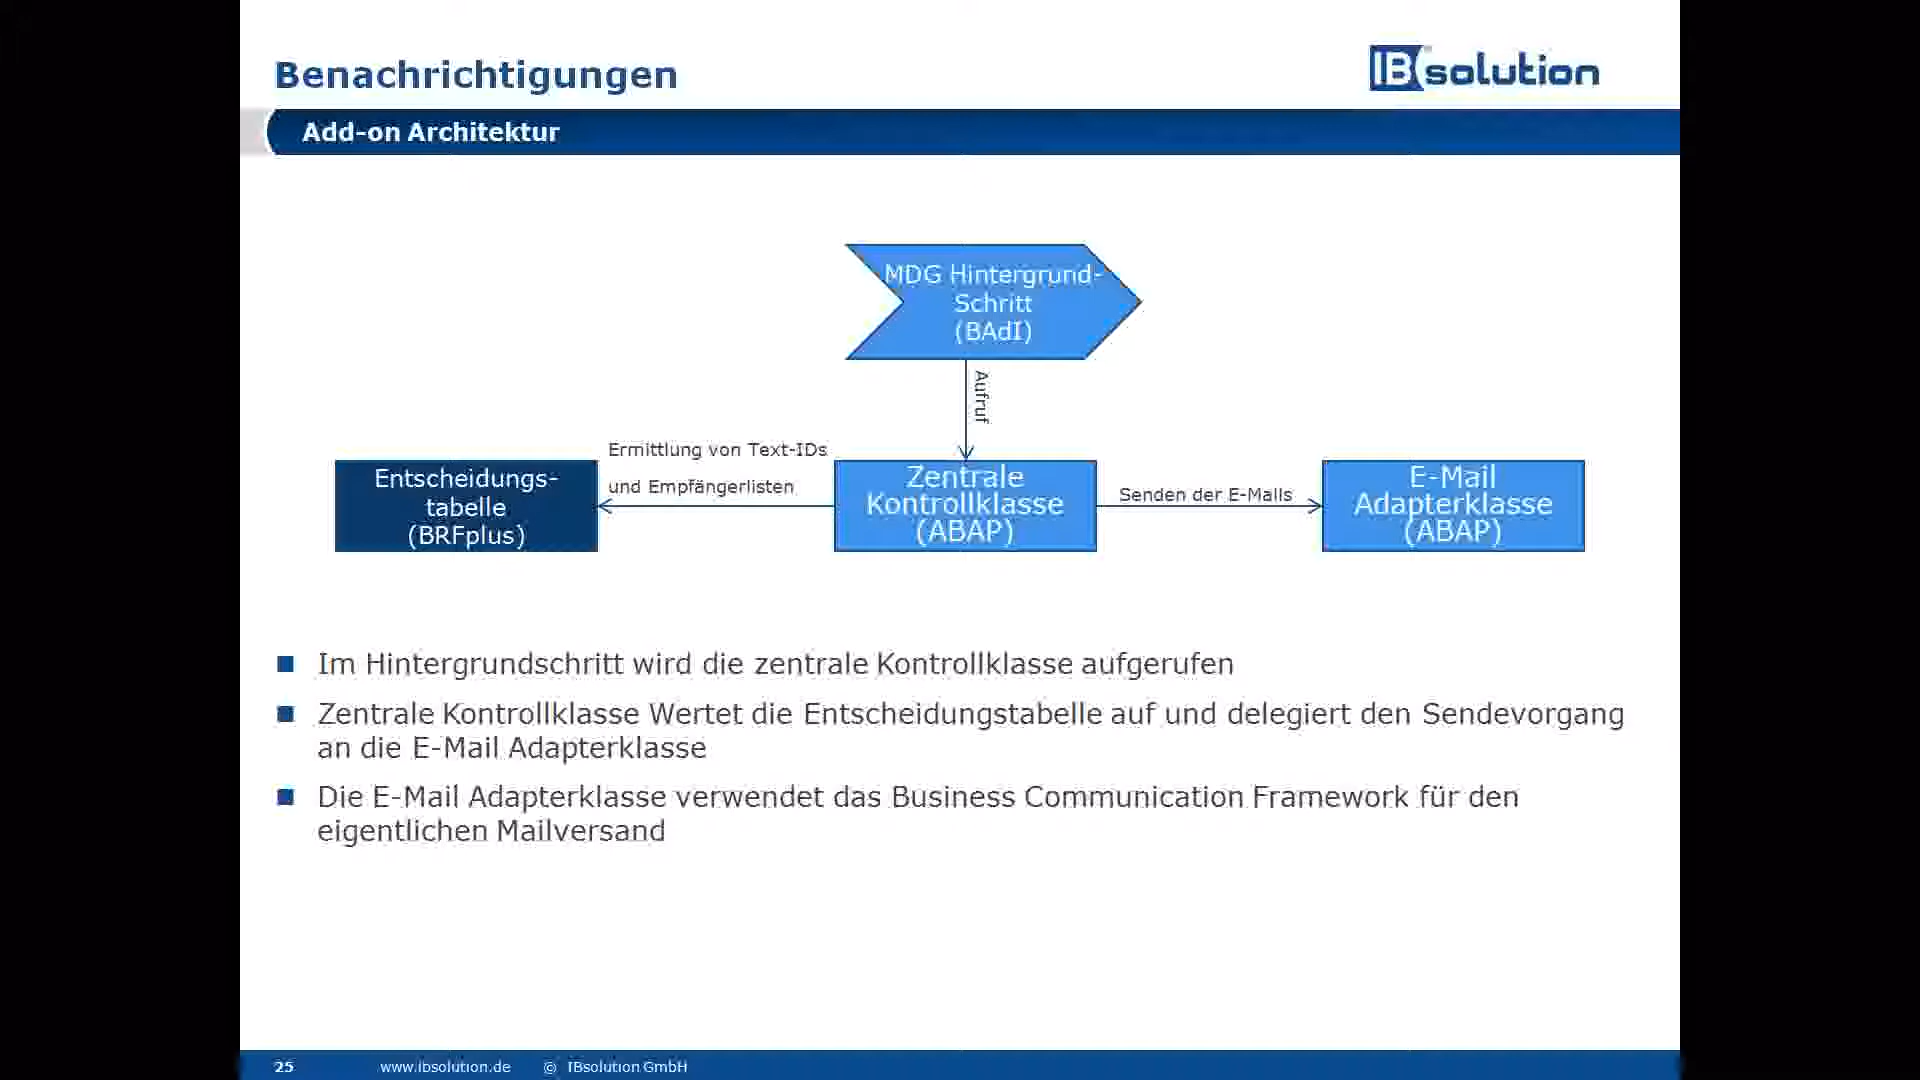 Benachrichtigungen
IBsolution
Add-on Architektur
MDG Hintergrund-
Schritt
(BAdI)
Aufruf
Ermittlung von Text-IDs
und Empfängerlisten
Entscheidungs-
tabelle
(BRFplus)
Zentrale
Kontrollklasse
(ABAP)
Senden der E-Mails
E-Mail
Adapterklasse
(ABAP)
Im Hintergrundschritt wird die zentrale Kontrollklasse aufgerufen
Zentrale Kontrollklasse Wertet die Entscheidungstabelle auf und delegiert den Sendevorgang
an die E-Mail Adapterklasse
Die E-Mail Adapterklasse verwendet das Business Communication Framework für den
eigentlichen Mailversand
25 www.ibsolution.de © IBsolution GmbH